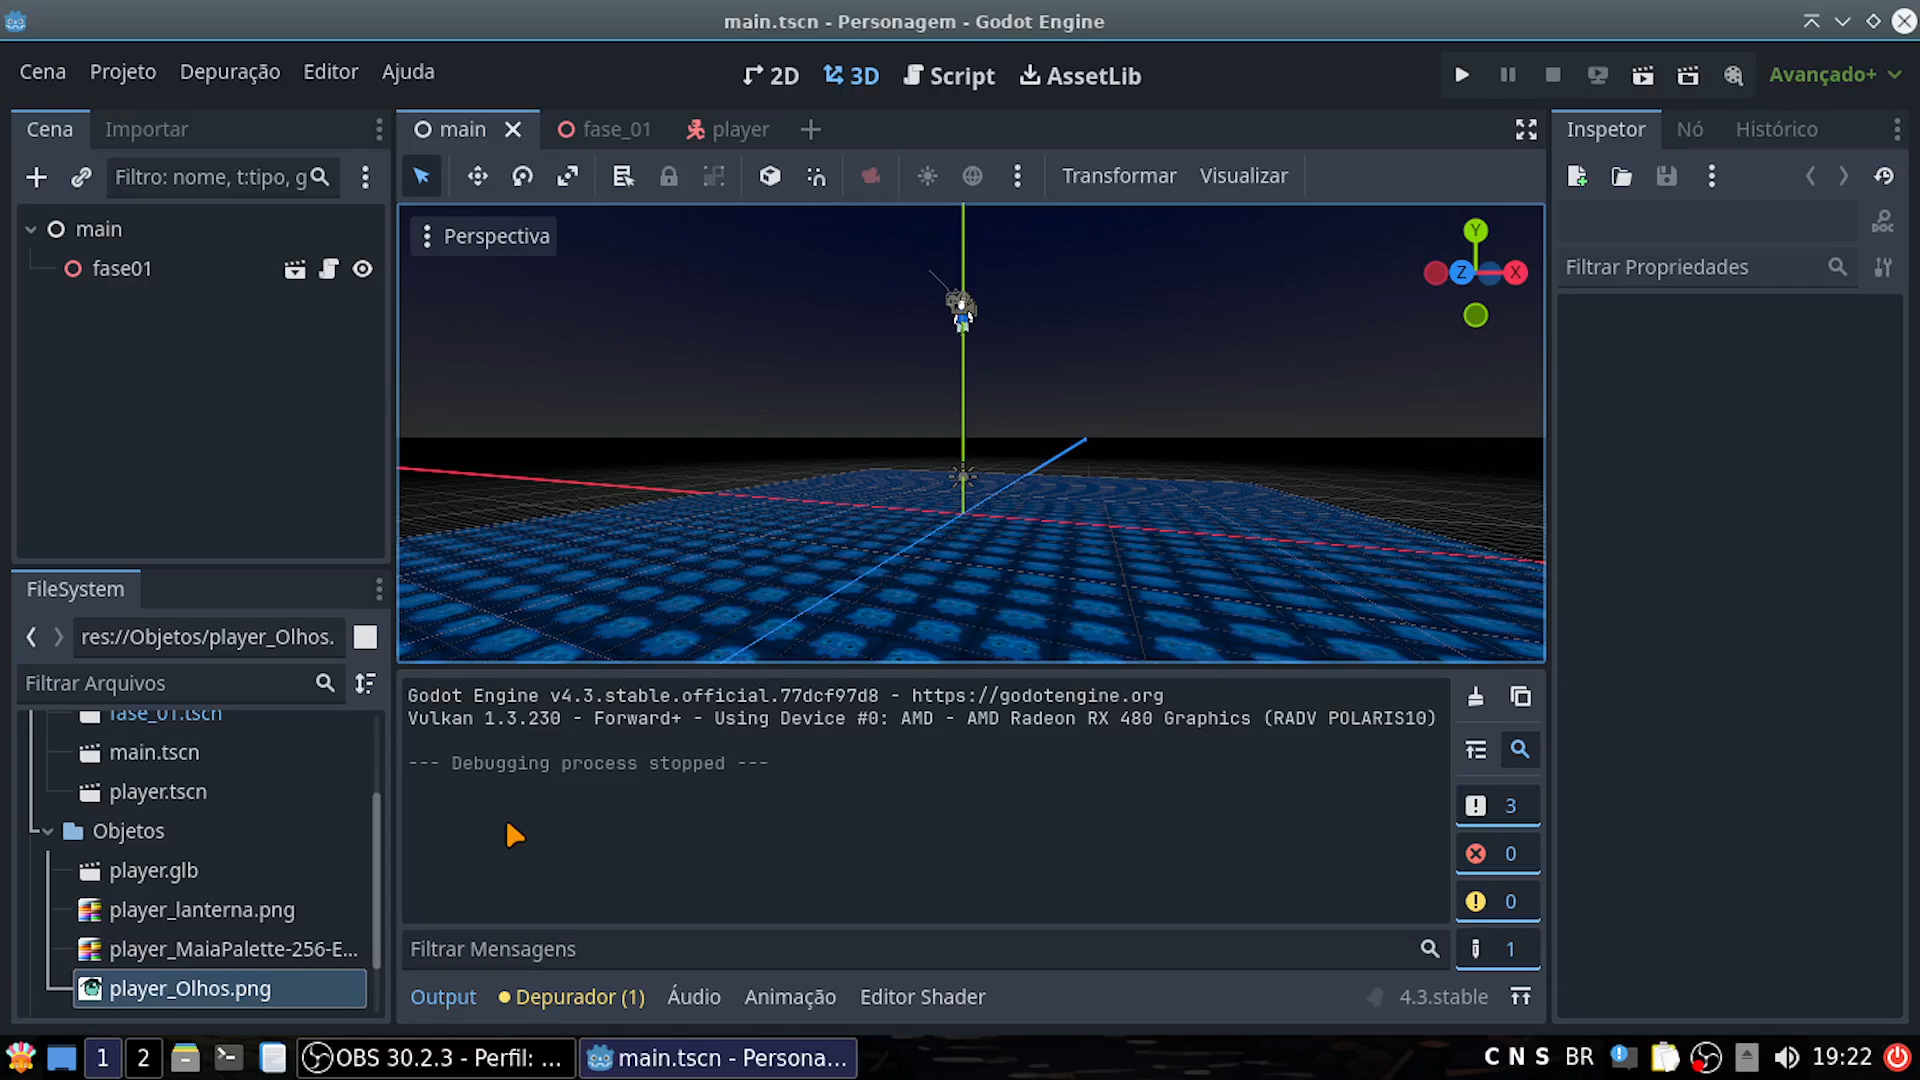 main.tscn - Personagem - Godot Engine
Cena Projeto Depuração Editor Ajuda
2D 3D Script AssetLib
Avançado+
Cena Importar
main fase_01 player
Inspetor Nó Histórico
Filtro: nome, t:tipo, g
Transformar Visualizar
main
fase01
Perspectiva
Y
Z X
DOC
Filtrar Propriedades
FileSystem
res://Objetos/player_Olhos.
Filtrar Arquivos
fase_01.tscn
main.tscn
player.tscn
Objetos
player.glb
player_lanterna.png
player_MaiaPalette-256-E...
player_Olhos.png
Godot Engine v4.3.stable.official.77dcf97d8 - https://godotengine.org
Vulkan 1.3.230 - Forward+ - Using Device #0: AMD - AMD Radeon RX 480 Graphics (RADV POLARIS10)
--- Debugging process stopped ---
3
0
0
1
Filtrar Mensagens
Output Depurador (1) Áudio Animação Editor Shader 4.3.stable
1 2 OBS 30.2.3 - Perfil: ... main.tscn - Persona... C N S BR 19:22